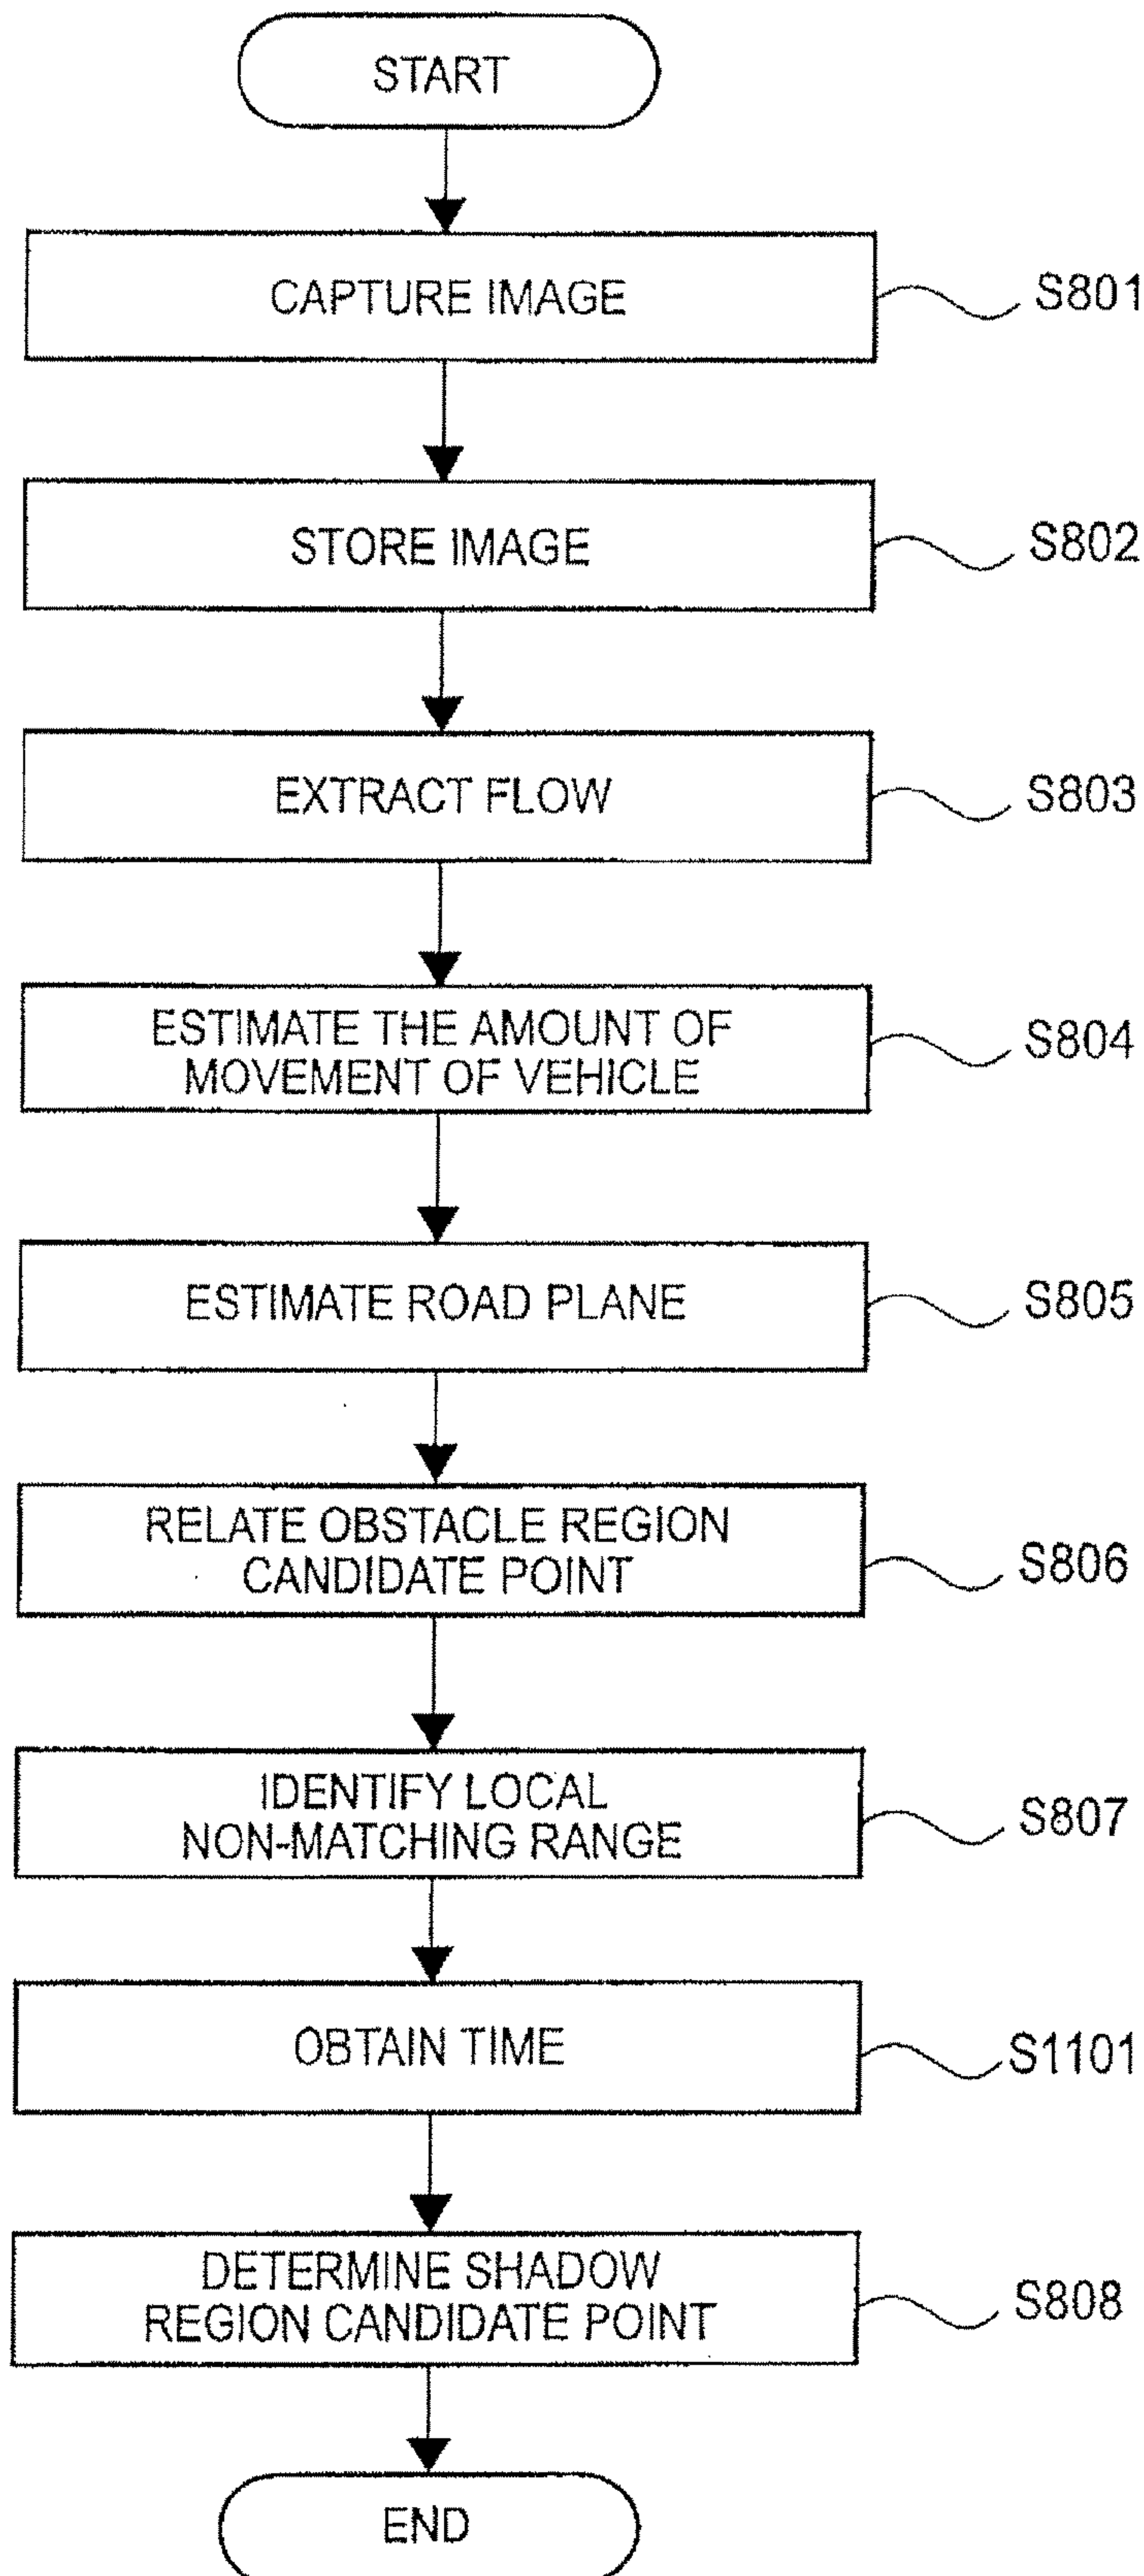 START
CAPTURE IMAGE
S801
STORE IMAGE
S802
EXTRACT FLOW
S803
ESTIMATE THE AMOUNT OF
MOVEMENT OF VEHICLE
S804
ESTIMATE ROAD PLANE
S805
RELATE OBSTACLE REGION
CANDIDATE POINT
S806
IDENTIFY LOCAL
NON-MATCHING RANGE
S807
OBTAIN TIME
S1101
DETERMINE SHADOW
REGION CANDIDATE POINT
S808
END